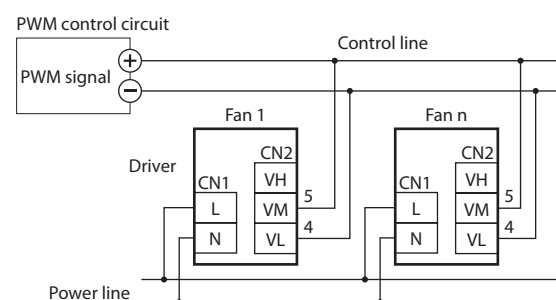 PWM control circuit
PWM signal
+
−
Control line
Fan 1
Fan n
Driver
CN2
CN1
VH
L
VM
5
N
VL
4
CN2
CN1
VH
L
VM
5
N
VL
4
Power line